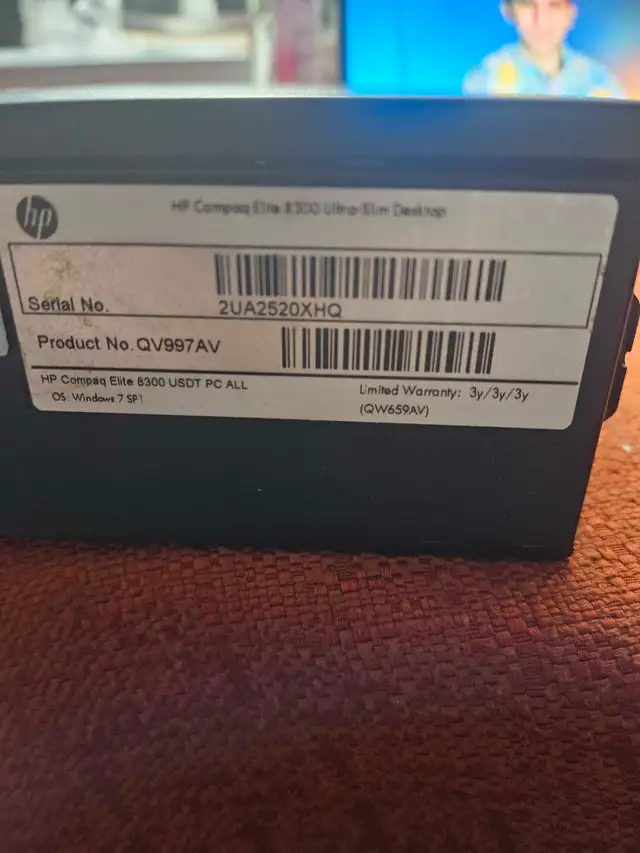 hp
HP Compaq Elite 8300 Ultra-Slim Desktop
Serial No.
2UA2520XHQ
Product No. QV997AV
HP Compaq Elite 8300 USDT PC ALL
OS: Windows 7 SP1
Limited Warranty: 3y/3y/3y
(QW659AV)